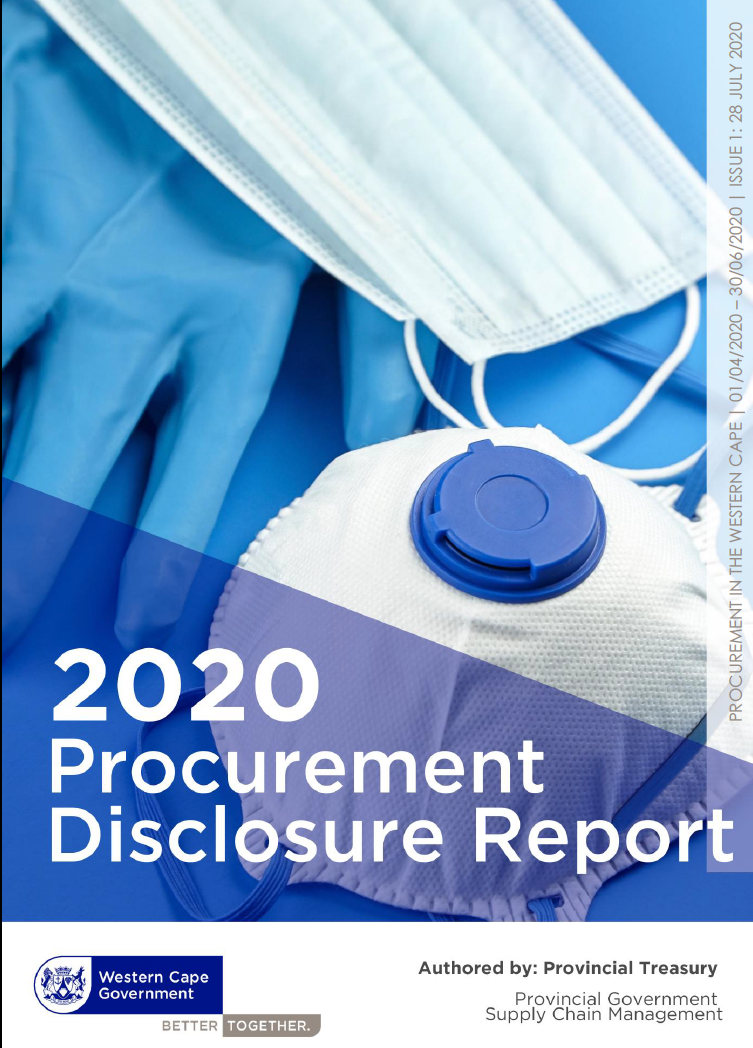 PROCUREMENT IN THE WESTERN CAPE | 01/04/2020 – 30/06/2020 | ISSUE 1: 28 JULY 2020
2020
Procurement
Disclosure Report
Western Cape
Government
BETTER TOGETHER.
Authored by: Provincial Treasury
Provincial Government
Supply Chain Management